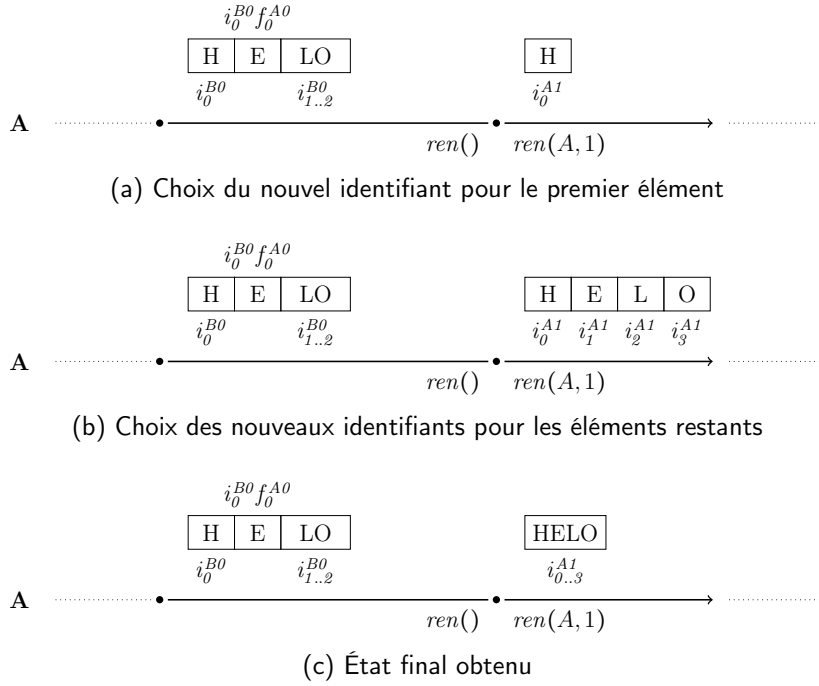 i_0^{B0} f_0^{A0}
H E LO H
i_0^{B0} i_{1..2}^{B0} i_0^{A1}
A
ren() ren(A, 1)
(a) Choix du nouvel identifiant pour le premier élément
i_0^{B0} f_0^{A0}
H E LO H E L O
i_0^{B0} i_{1..2}^{B0} i_0^{A1} i_1^{A1} i_2^{A1} i_3^{A1}
A
ren() ren(A, 1)
(b) Choix des nouveaux identifiants pour les éléments restants
i_0^{B0} f_0^{A0}
H E LO HELO
i_0^{B0} i_{1..2}^{B0} i_{0..3}^{A1}
A
ren() ren(A, 1)
(c) État final obtenu